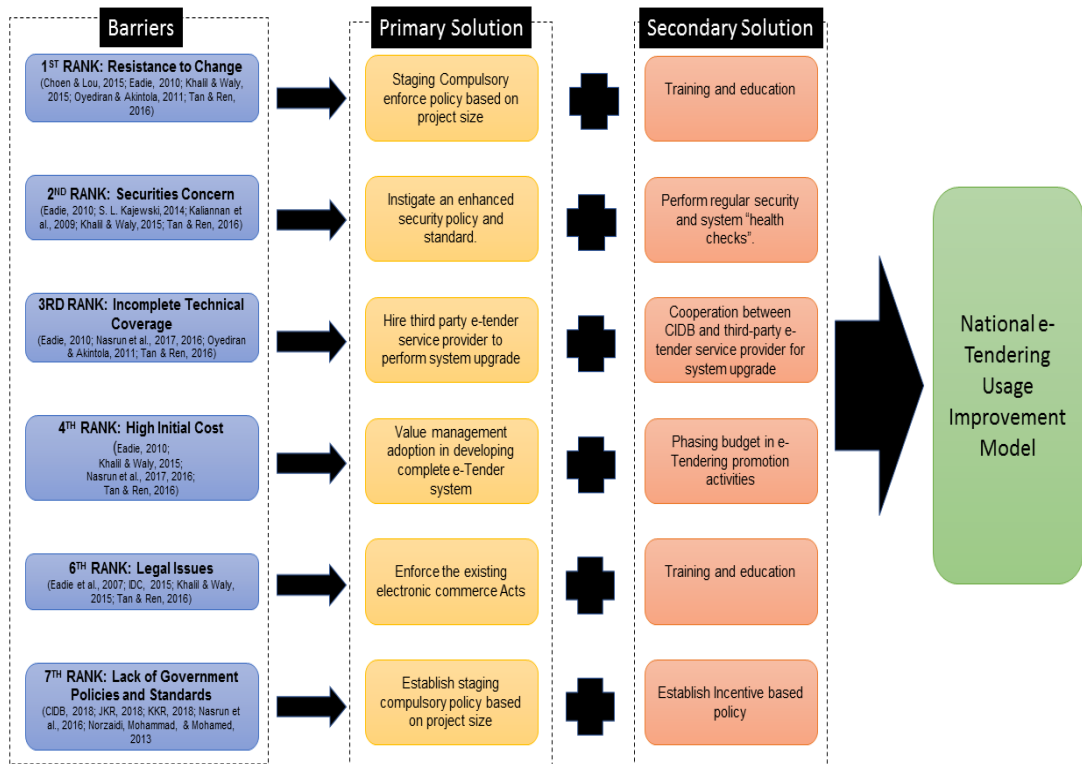 Barriers
Primary Solution
Secondary Solution
1ST RANK: Resistance to Change
(Choen & Lou, 2015; Eadie, 2010; Khalil & Waly,
2015; Oyediran & Akintola, 2011; Tan & Ren,
2016)
Staging Compulsory
enforce policy based on
project size
Training and education
2ND RANK: Securities Concern
(Eadie, 2010; S. L. Kajewski, 2014; Kaliannan et
al., 2009; Khalil & Waly, 2015; Tan & Ren, 2016)
Instigate an enhanced
security policy and
standard.
Perform regular security
and system “health
checks”.
3RD RANK: Incomplete Technical
Coverage
(Eadie, 2010; Nasrun et al., 2017, 2016; Oyediran
& Akintola, 2011; Tan & Ren, 2016)
Hire third party e-tender
service provider to
perform system upgrade
Cooperation between
CIDB and third-party e-
tender service provider for
system upgrade
4TH RANK: High Initial Cost
(Eadie, 2010;
Khalil & Waly, 2015;
Nasrun et al., 2017, 2016;
Tan & Ren, 2016)
Value management
adoption in developing
complete e-Tender
system
Phasing budget in e-
Tendering promotion
activities
6TH RANK: Legal Issues
(Eadie et al., 2007; IDC, 2015; Khalil & Waly,
2015; Tan & Ren, 2016)
Enforce the existing
electronic commerce Acts
Training and education
7TH RANK: Lack of Government
Policies and Standards
(CIDB, 2018; JKR, 2018; KKR, 2018; Nasrun et
al., 2016; Norzaidi, Mohammad, & Mohamed,
2013
Establish staging
compulsory policy based
on project size
Establish Incentive based
policy
National e-
Tendering
Usage
Improvement
Model